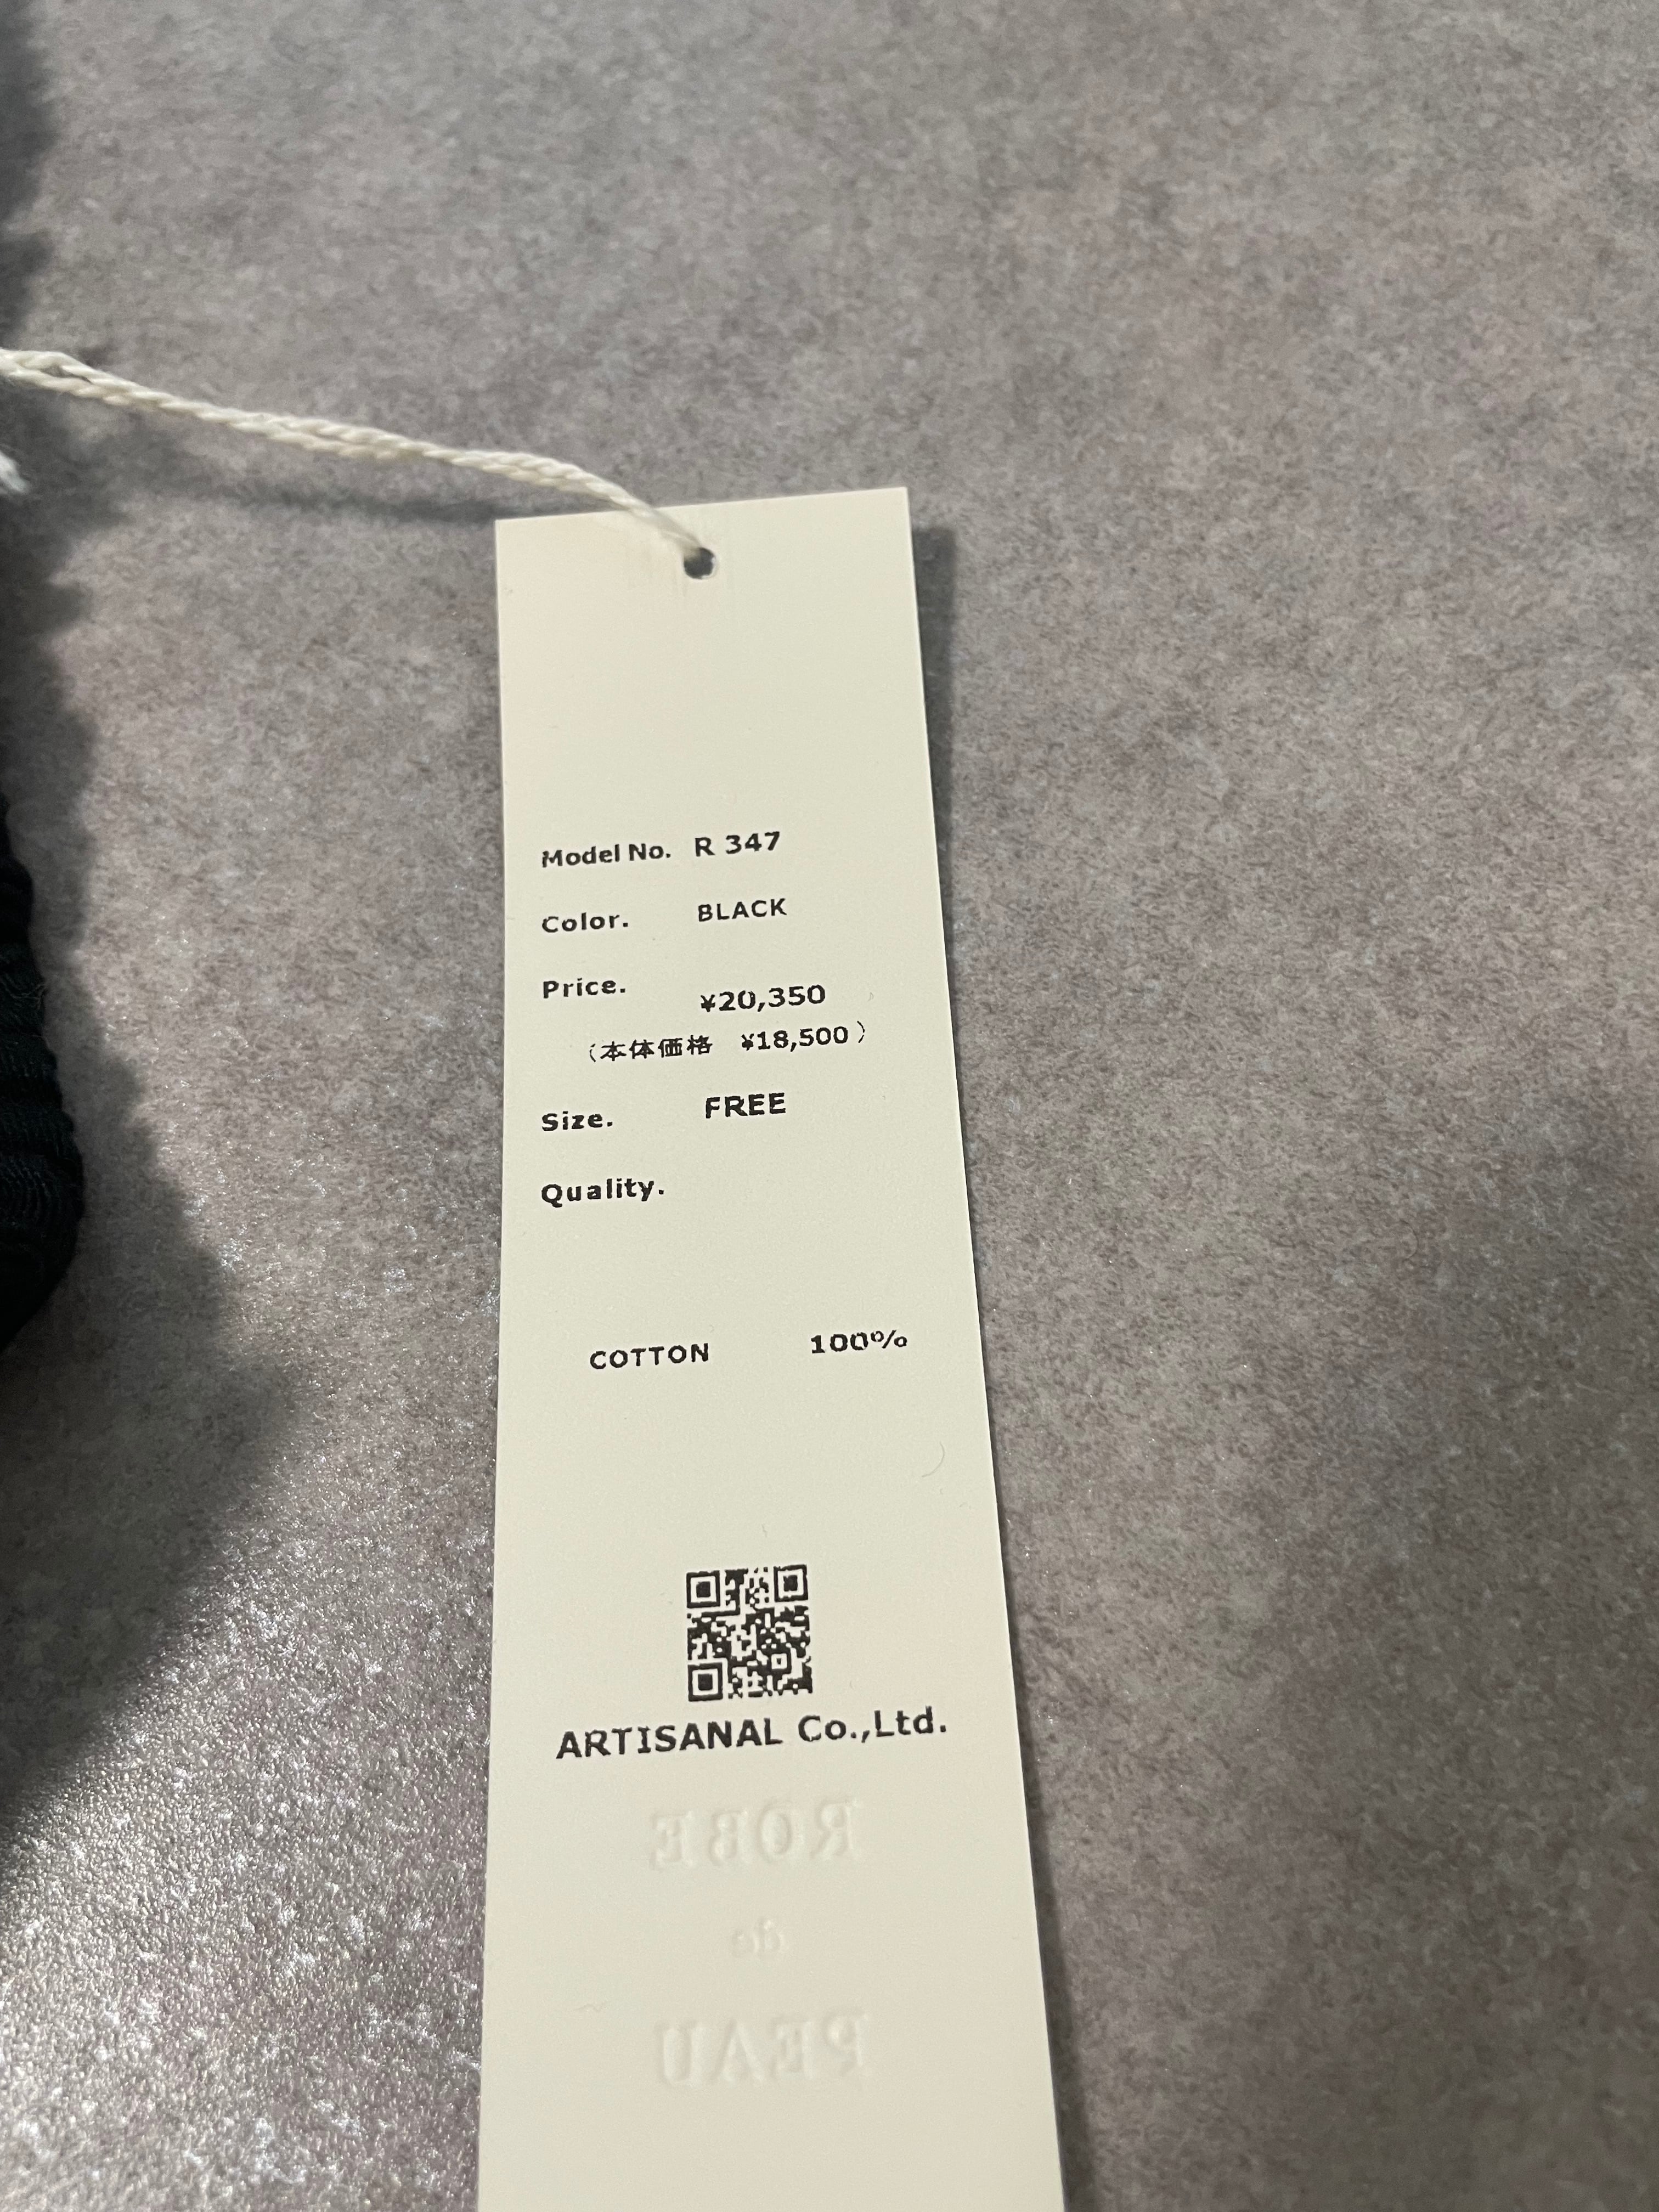 Model No. R 347
Color. BLACK
Price. ¥20,350
（本体価格 ¥18,500）
Size. FREE
Quality.
COTTON 100%
ARTISANAL Co.,Ltd.
ROBE
de
PEAU